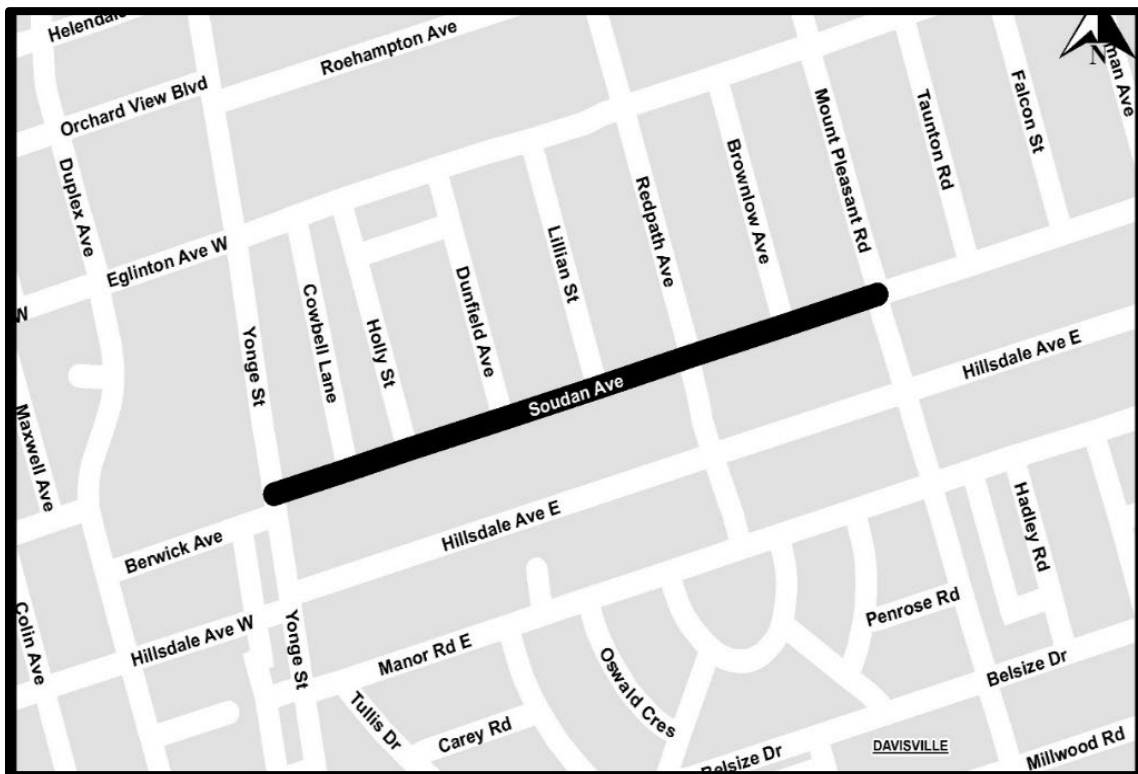 Helendale
Roehampton Ave
Orchard View Blvd
N
man Ave
Falcon St
Taunton Rd
Mount Pleasant Rd
Brownlow Ave
Redpath Ave
Lillian St
Dunfield Ave
Holly St
Cowbell Lane
Yonge St
Eglinton Ave W
Duplex Ave
W
Maxwell Ave
Soudan Ave
Hillsdale Ave E
Hillsdale Ave E
Berwick Ave
Hadley Rd
Penrose Rd
Colin Ave
Hillsdale Ave W
Yonge St
Manor Rd E
Oswald Cres
Tullis Dr
Carey Rd
Belsize Dr
Belsize Dr
DAVISVILLE
Millwood Rd